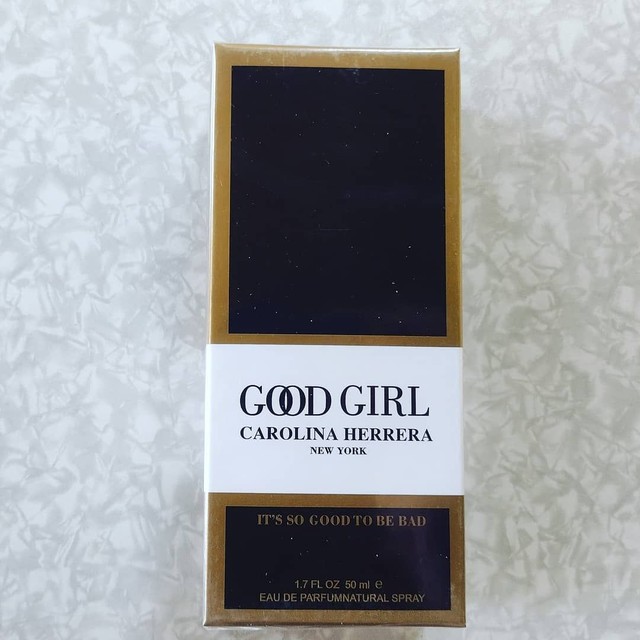 GOOD GIRL
CAROLINA HERRERA
NEW YORK
IT'S SO GOOD TO BE BAD
1.7 FL OZ 50 ml ℮
EAU DE PARFUMNATURAL SPRAY